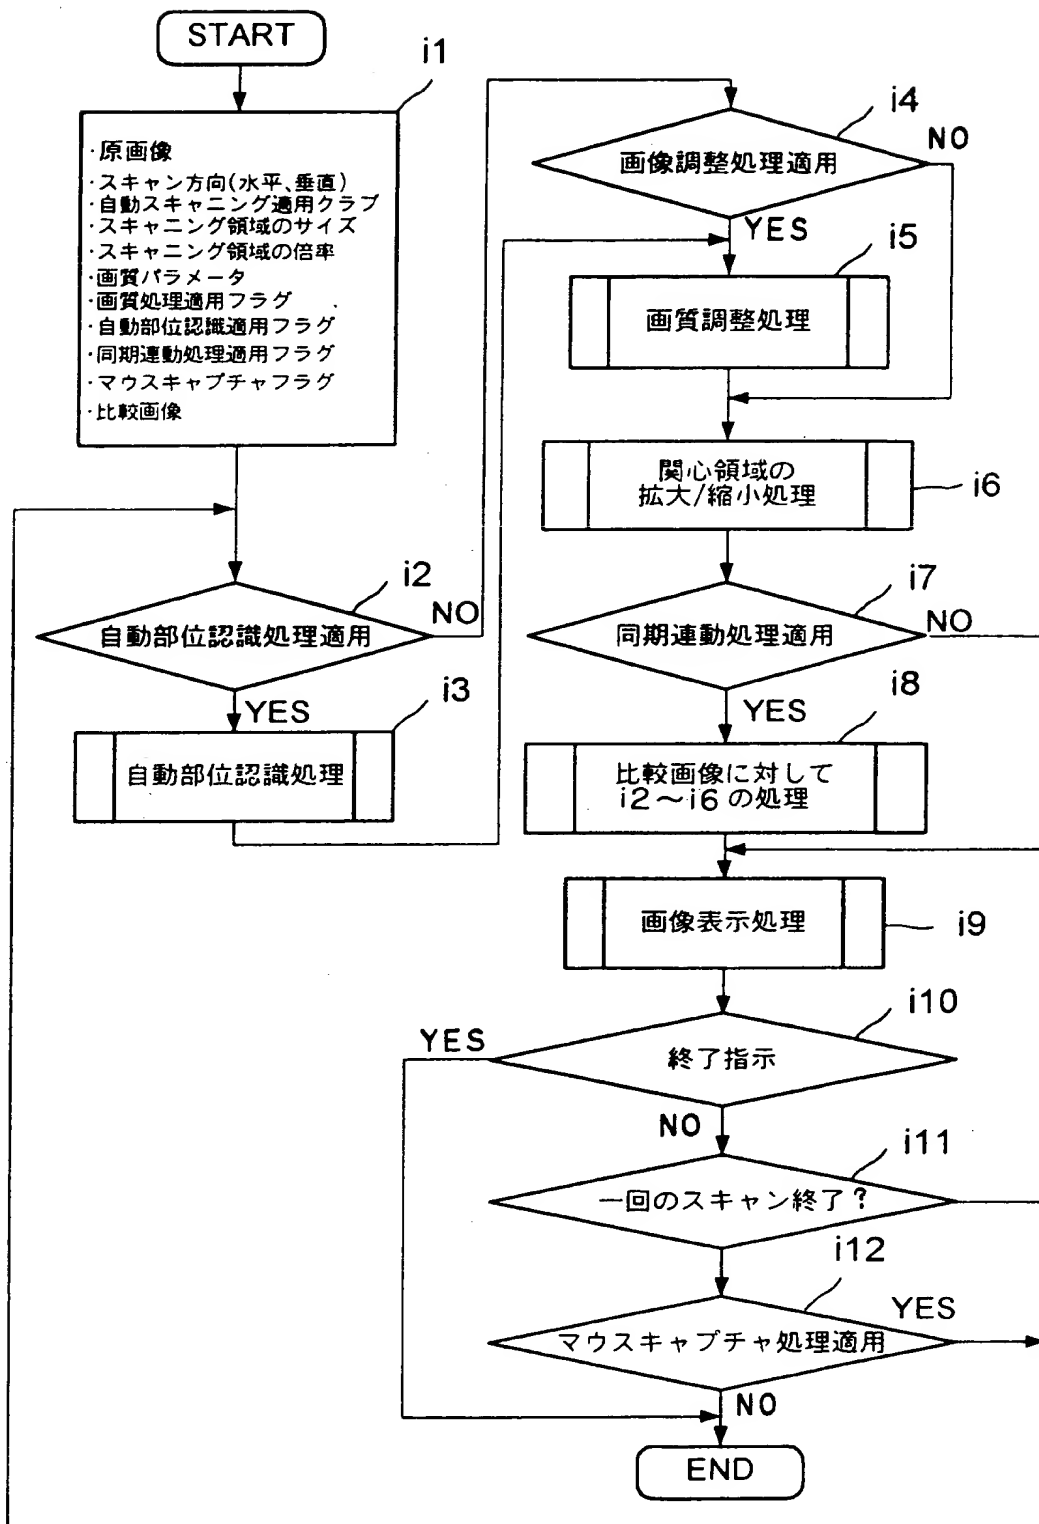 START
i1
・原画像
・スキャン方向(水平、垂直)
・自動スキャニング適用クラブ
・スキャニング領域のサイズ
・スキャニング領域の倍率
・画質パラメータ
・画質処理適用フラグ
・自動部位認識適用フラグ
・同期連動処理適用フラグ
・マウスキャプチャフラグ
・比較画像
i2
自動部位認識処理適用
NO
YES
i3
自動部位認識処理
i4
画像調整処理適用
NO
YES
i5
画質調整処理
関心領域の
拡大/縮小処理
i6
i7
同期連動処理適用
NO
YES
i8
比較画像に対して
i2～i6の処理
画像表示処理
i9
i10
YES
終了指示
NO
i11
一回のスキャン終了？
i12
YES
マウスキャプチャ処理適用
NO
END